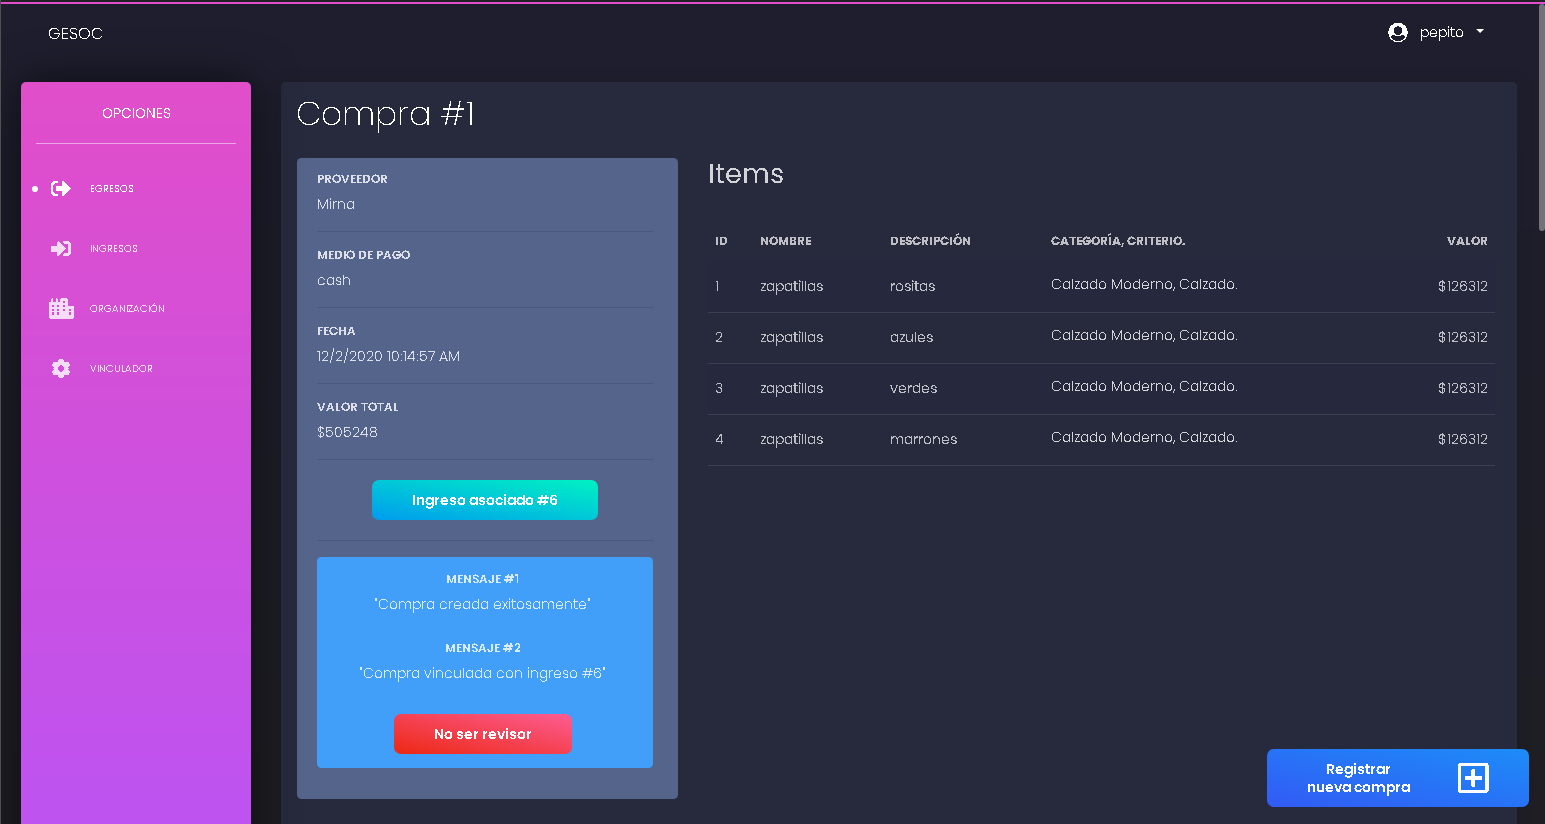 GESOC
pepito
OPCIONES
EGRESOS
INGRESOS
ORGANIZACIÓN
VINCULADOR
Compra #1
PROVEEDOR
Mirna
MEDIO DE PAGO
cash
FECHA
12/2/2020 10:14:57 AM
VALOR TOTAL
$505248
Ingreso asociado #6
MENSAJE #1
"Compra creada exitosamente"
MENSAJE #2
"Compra vinculada con ingreso #6"
No ser revisor
Items
ID NOMBRE DESCRIPCIÓN CATEGORÍA, CRITERIO. VALOR
1 zapatillas rositas Calzado Moderno, Calzado. $126312
2 zapatillas azules Calzado Moderno, Calzado. $126312
3 zapatillas verdes Calzado Moderno, Calzado. $126312
4 zapatillas marrones Calzado Moderno, Calzado. $126312
Registrar
nueva compra